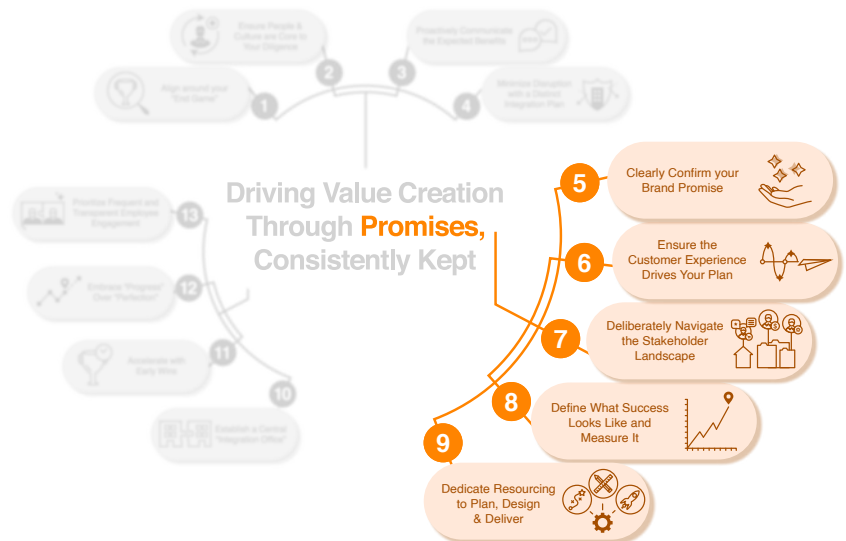 Ensure People &
Culture are Core to
Your Diligence
2
Proactively Communicate
the Expected Benefits
3
Align around your
"End Game"
1
Minimize Disruption
with a Desired
Integration Plan
4
Driving Value Creation
Through Promises,
Consistently Kept
5
Clearly Confirm your
Brand Promise
6
Ensure the
Customer Experience
Drives Your Plan
7
Deliberately Navigate
the Stakeholder
Landscape
8
Define What Success
Looks Like and
Measure It
9
Dedicate Resourcing
to Plan, Design
& Deliver
10
Establish a Central
"Integration Office"
11
Accelerate with
Early Wins
12
Embrace "Progress"
Over "Perfection"
13
Prioritize Frequent and
Transparent Employee
Engagement